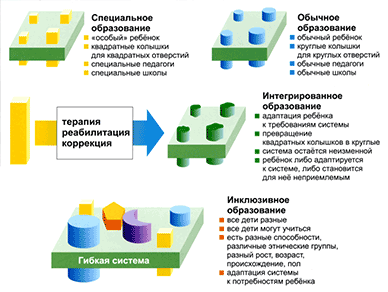 Специальное
образование
«особый» ребёнок
квадратные колышки
для квадратных отверстий
специальные педагоги
специальные школы
Обычное
образование
обычный ребёнок
круглые колышки
для круглых отверстий
обычные педагоги
обычные школы
терапия
реабилитация
коррекция
Интегрированное
образование
адаптация ребёнка
к требованиям системы
превращение
квадратных колышков в круглые
система остаётся неизменной
ребёнок либо адаптируется
к системе, либо становится
для неё неприемлемым
Инклюзивное
образование
все дети разные
все дети могут учиться
есть разные способности,
различные этнические группы,
разный рост, возраст,
происхождение, пол
адаптация системы
к потребностям ребёнка
Гибкая система